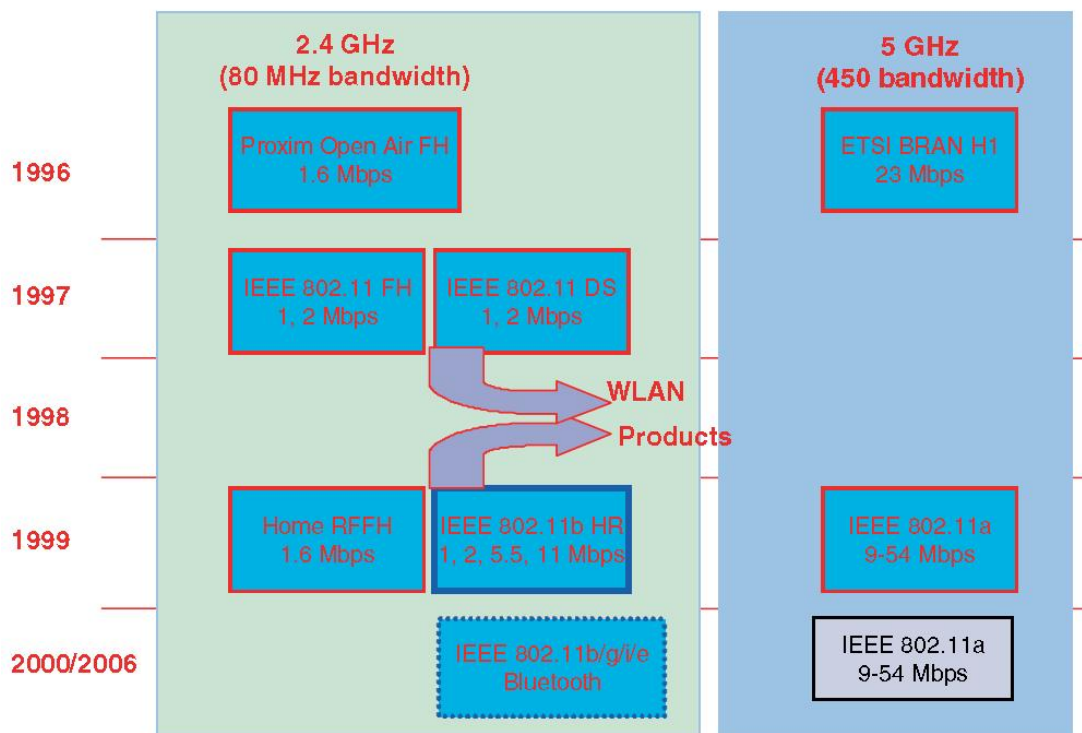 2.4 GHz
(80 MHz bandwidth)
5 GHz
(450 bandwidth)
1996
Proxim Open Air FH
1.6 Mbps
ETSI BRAN H1
23 Mbps
1997
IEEE 802.11 FH
1, 2 Mbps
IEEE 802.11 DS
1, 2 Mbps
1998
WLAN
Products
1999
Home RFFH
1.6 Mbps
IEEE 802.11b HR
1, 2, 5.5, 11 Mbps
IEEE 802.11a
9-54 Mbps
2000/2006
IEEE 802.11b/g/i/e
Bluetooth
IEEE 802.11a
9-54 Mbps